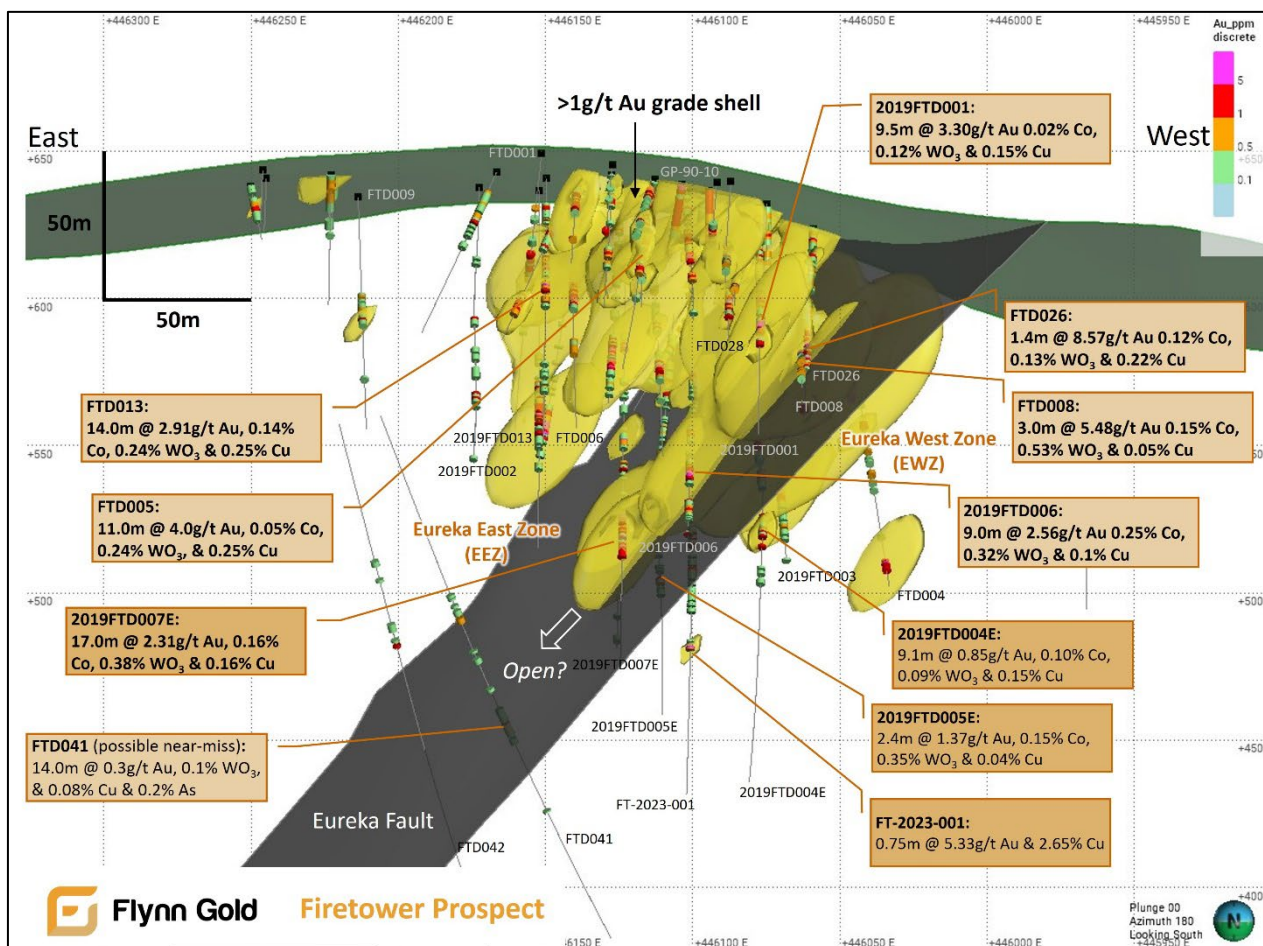 +446300 E
+446250 E
+446200 E
+446150 E
+446100 E
+446050 E
+446000 E
+445950 E
Au_ppm
discrete
5
1
0.5
0.1
+650
>1g/t Au grade shell
2019FTD001:
9.5m @ 3.30g/t Au 0.02% Co,
0.12% WO₃ & 0.15% Cu
East
West
+650
FTD001
GP-90-10
FTD009
50m
50m
+600
FTD028
FTD026
FTD008
FTD026:
1.4m @ 8.57g/t Au 0.12% Co,
0.13% WO₃ & 0.22% Cu
FTD008:
3.0m @ 5.48g/t Au 0.15% Co,
0.53% WO₃ & 0.05% Cu
FTD013:
14.0m @ 2.91g/t Au, 0.14%
Co, 0.24% WO₃ & 0.25% Cu
2019FTD013
FTD006
2019FTD002
2019FTD001
+550
Eureka West Zone
(EWZ)
FTD005:
11.0m @ 4.0g/t Au, 0.05% Co,
0.24% WO₃, & 0.25% Cu
Eureka East Zone
(EEZ)
2019FTD006
2019FTD006:
9.0m @ 2.56g/t Au 0.25% Co,
0.32% WO₃ & 0.1% Cu
2019FTD003
FTD004
+500
+500
2019FTD007E:
17.0m @ 2.31g/t Au, 0.16%
Co, 0.38% WO₃ & 0.16% Cu
2019FTD004E:
9.1m @ 0.85g/t Au, 0.10% Co,
0.09% WO₃ & 0.15% Cu
Open?
2019FTD007E
2019FTD005E
2019FTD005E:
2.4m @ 1.37g/t Au, 0.15% Co,
0.35% WO₃ & 0.04% Cu
FTD041 (possible near-miss):
14.0m @ 0.3g/t Au, 0.1% WO₃,
& 0.08% Cu & 0.2% As
+450
2019FTD004E
FT-2023-001
FT-2023-001:
0.75m @ 5.33g/t Au & 2.65% Cu
Eureka Fault
FTD042
FTD041
+400
Flynn Gold
Firetower Prospect
+446100 E
+446050 E
+446000 E
+445950 E
Plunge 00
Azimuth 180
Looking South
N